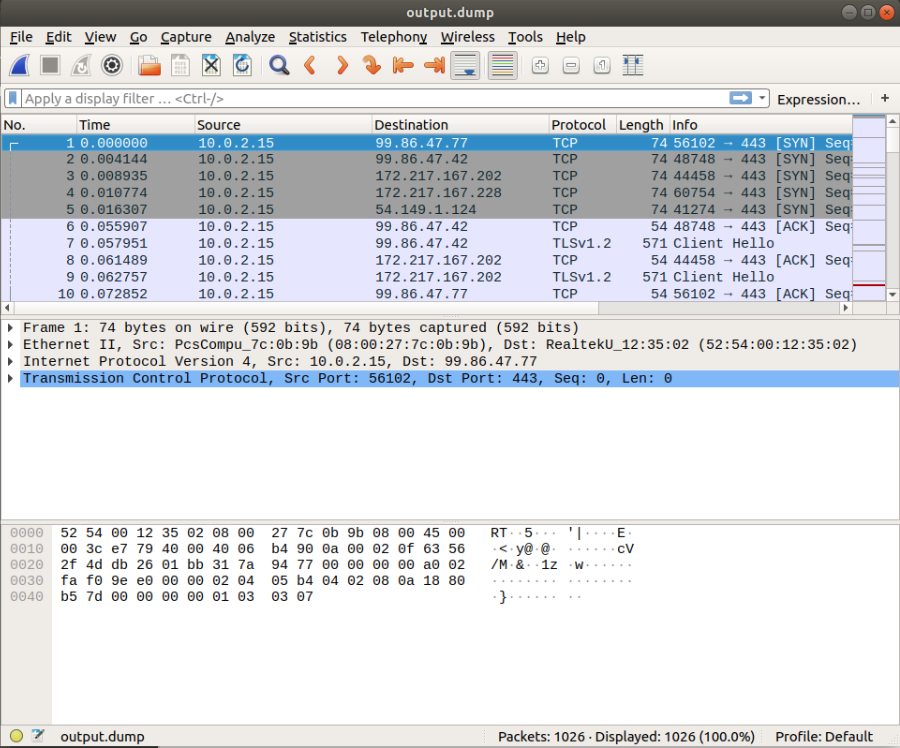 output.dump
File Edit View Go Capture Analyze Statistics Telephony Wireless Tools Help
Apply a display filter … <Ctrl-/> Expression… +
No. Time Source Destination Protocol Length Info
1 0.000000 10.0.2.15 99.86.47.77 TCP 74 56102 → 443 [SYN] Seq=
2 0.004144 10.0.2.15 99.86.47.42 TCP 74 48748 → 443 [SYN] Seq=
3 0.008935 10.0.2.15 172.217.167.202 TCP 74 44458 → 443 [SYN] Seq=
4 0.010774 10.0.2.15 172.217.167.228 TCP 74 60754 → 443 [SYN] Seq=
5 0.016307 10.0.2.15 54.149.1.124 TCP 74 41274 → 443 [SYN] Seq=
6 0.055907 10.0.2.15 99.86.47.42 TCP 54 48748 → 443 [ACK] Seq=
7 0.057951 10.0.2.15 99.86.47.42 TLSv1.2 571 Client Hello
8 0.061489 10.0.2.15 172.217.167.202 TCP 54 44458 → 443 [ACK] Seq=
9 0.062757 10.0.2.15 172.217.167.202 TLSv1.2 571 Client Hello
10 0.072852 10.0.2.15 99.86.47.77 TCP 54 56102 → 443 [ACK] Seq=
Frame 1: 74 bytes on wire (592 bits), 74 bytes captured (592 bits)
Ethernet II, Src: PcsCompu_7c:0b:9b (08:00:27:7c:0b:9b), Dst: RealtekU_12:35:02 (52:54:00:12:35:02)
Internet Protocol Version 4, Src: 10.0.2.15, Dst: 99.86.47.77
Transmission Control Protocol, Src Port: 56102, Dst Port: 443, Seq: 0, Len: 0
0000 52 54 00 12 35 02 08 00 27 7c 0b 9b 08 00 45 00 RT··5··· '|····E·
0010 00 3c e7 79 40 00 40 06 b4 90 0a 00 02 0f 63 56 ·<·y@·@· ······cV
0020 2f 4d db 26 01 bb 31 7a 94 77 00 00 00 00 a0 02 /M·&··1z ·w······
0030 fa f0 9e e0 00 00 02 04 05 b4 04 02 08 0a 18 80 ········ ········
0040 b5 7d 00 00 00 00 01 03 03 07 ·}······ ··
output.dump Packets: 1026 · Displayed: 1026 (100.0%) Profile: Default